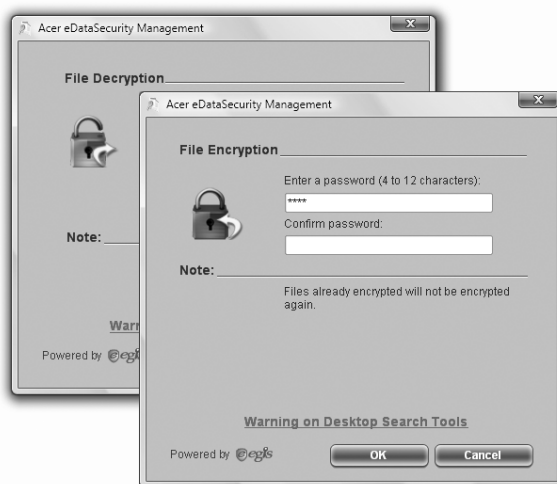 Acer eDataSecurity Management
x
File Decryption
Note:
Powered by egis
Acer eDataSecurity Management
x
File Encryption
Enter a password (4 to 12 characters):
****
Confirm password:
Note:
Files already encrypted will not be encrypted
again.
Warning on Desktop Search Tools
Powered by egis
OK
Cancel